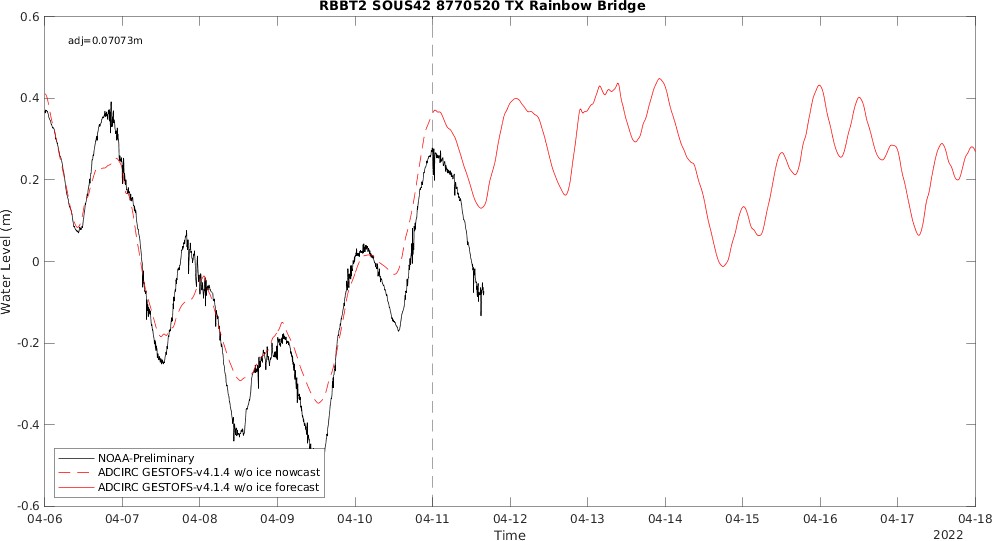 RBBT2 SOUS42 8770520 TX Rainbow Bridge
adj=0.07073m
0.6
0.4
0.2
0
-0.2
-0.4
-0.6
Water Level (m)
NOAA-Preliminary
ADCIRC GESTOFS-v4.1.4 w/o ice nowcast
ADCIRC GESTOFS-v4.1.4 w/o ice forecast
04-06 04-07 04-08 04-09 04-10 04-11 04-12 04-13 04-14 04-15 04-16 04-17 04-18
Time
2022